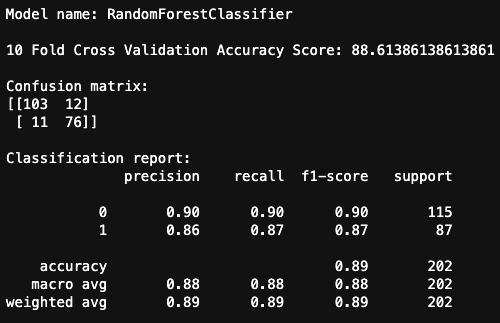 Model name: RandomForestClassifier
10 Fold Cross Validation Accuracy Score: 88.61386138613861
Confusion matrix:
[[103  12]
 [ 11  76]]
Classification report:
              precision    recall  f1-score   support
           0       0.90      0.90      0.90       115
           1       0.86      0.87      0.87        87
    accuracy                           0.89       202
   macro avg       0.88      0.88      0.88       202
weighted avg       0.89      0.89      0.89       202